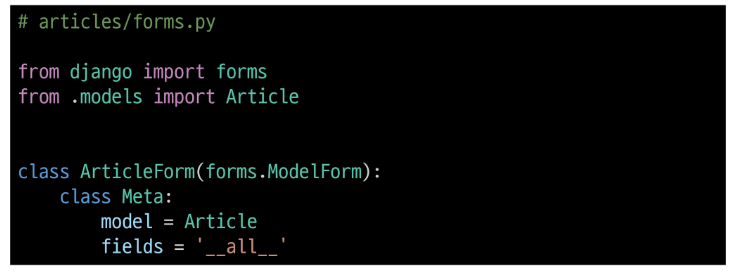 # articles/forms.py
from django import forms
from .models import Article
class ArticleForm(forms.ModelForm):
    class Meta:
        model = Article
        fields = '__all__'